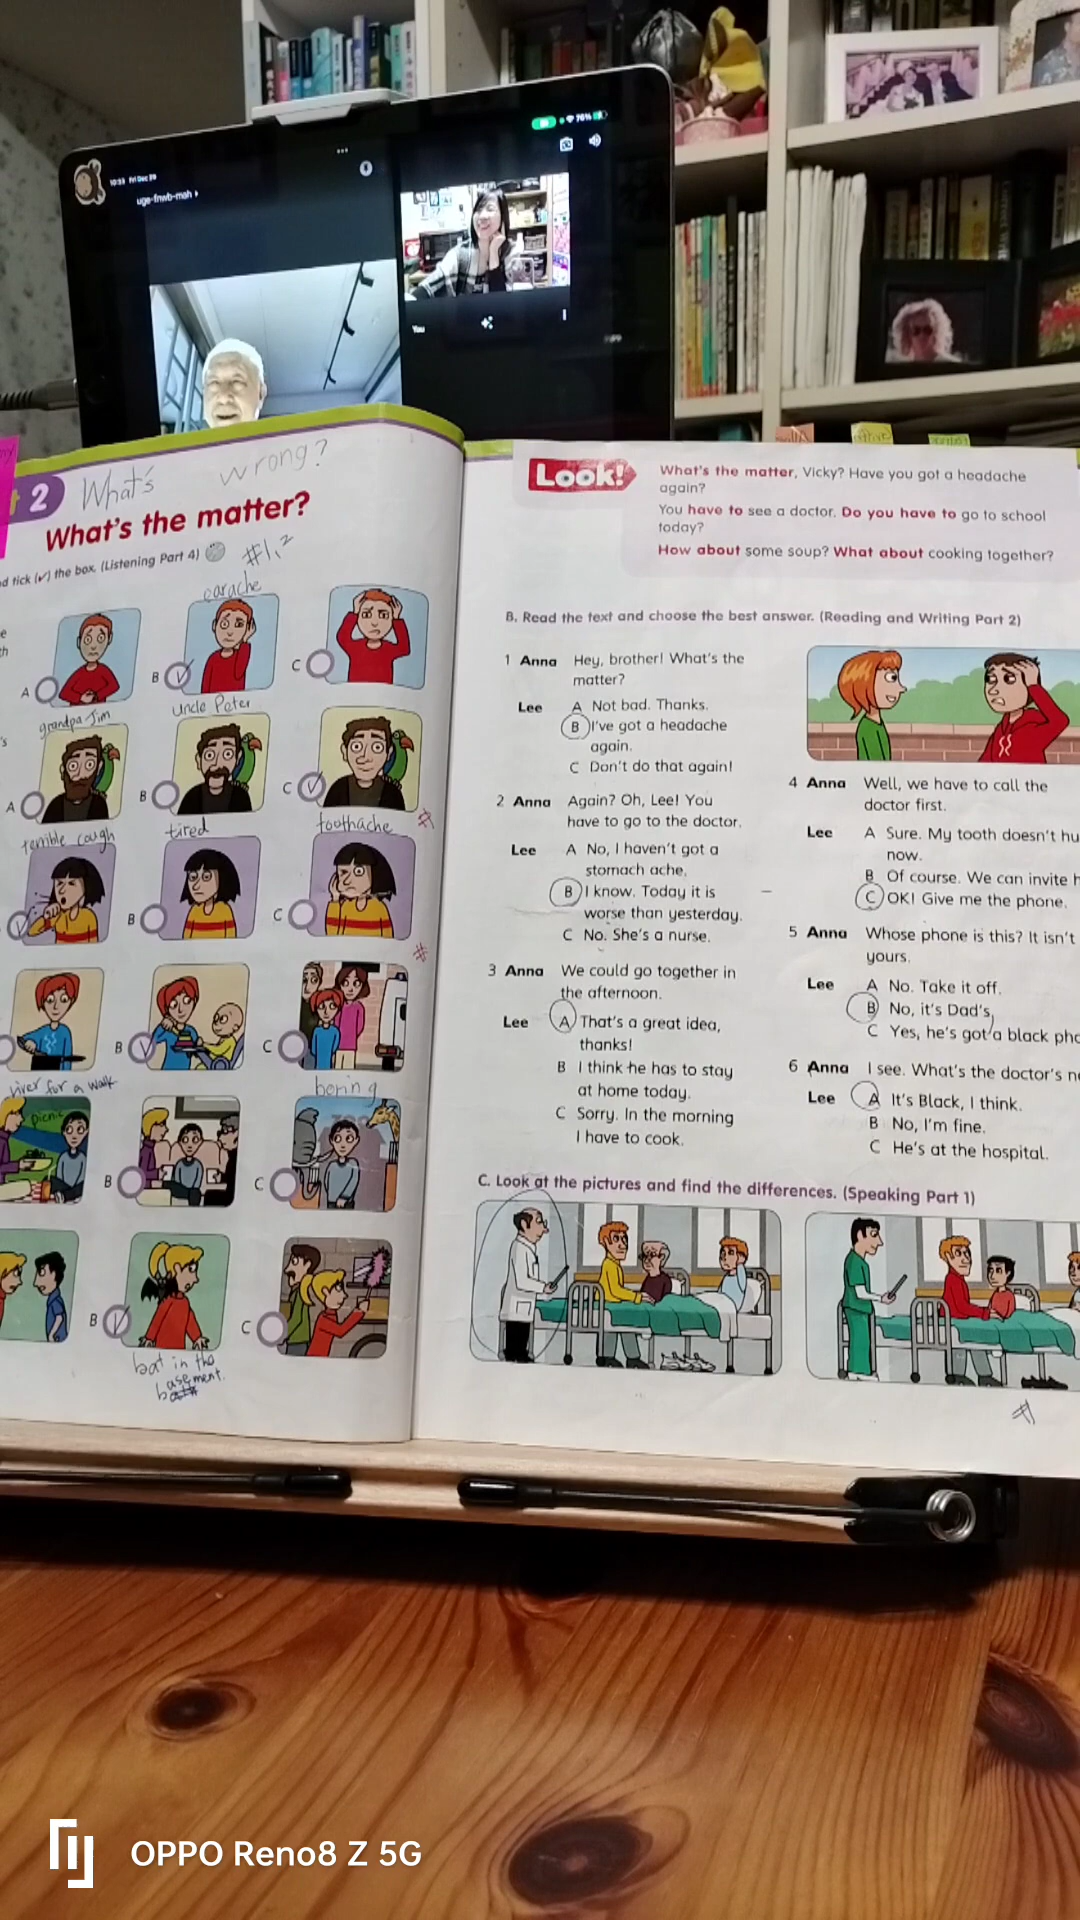 76%
10:33 Fri Dec
uge-fnwb-mah
You
2
What's wrong?
What's the matter?
d tick (✓) the box. (Listening Part 4)
#1,2
earache
A
B
C
grandpa Jim
uncle Peter
A
B
C
terrible cough
tired
toothache
B
C
B
C
river for a walk
boring
picnic
ZOO
B
C
B
C
bat in the
basement.
Look!
What's the matter, Vicky? Have you got a headache
again?
You have to see a doctor. Do you have to go to school
today?
How about some soup? What about cooking together?
B. Read the text and choose the best answer. (Reading and Writing Part 2)
1 Anna Hey, brother! What's the
matter?
Lee A Not bad. Thanks.
B I've got a headache
again.
C Don't do that again!
2 Anna Again? Oh, Lee! You
have to go to the doctor.
Lee A No, I haven't got a
stomach ache.
B I know. Today it is
worse than yesterday.
C No. She's a nurse.
3 Anna We could go together in
the afternoon.
Lee A That's a great idea,
thanks!
B I think he has to stay
at home today.
C Sorry. In the morning
I have to cook.
4 Anna Well, we have to call the
doctor first.
Lee A Sure. My tooth doesn't hu
now.
B Of course. We can invite h
C OK! Give me the phone.
5 Anna Whose phone is this? It isn't
yours.
Lee A No. Take it off.
B No, it's Dad's.
C Yes, he's got a black pho
6 Anna I see. What's the doctor's n
Lee A It's Black, I think.
B No, I'm fine.
C He's at the hospital.
C. Look at the pictures and find the differences. (Speaking Part 1)
OPPO Reno8 Z 5G